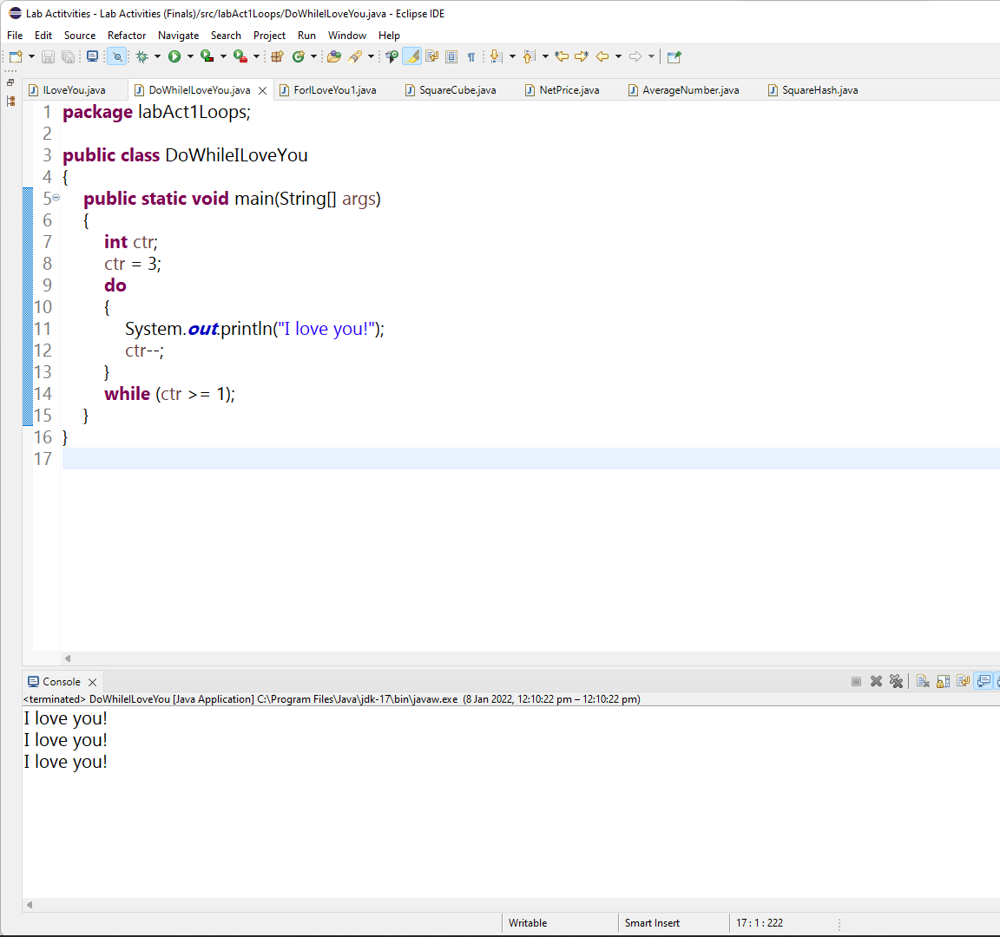 Lab Actitvities - Lab Activities (Finals)/src/labAct1Loops/DoWhileILoveYou.java - Eclipse IDE
File Edit Source Refactor Navigate Search Project Run Window Help
ILoveYou.java DoWhileILoveYou.java ForILoveYou1.java SquareCube.java NetPrice.java AverageNumber.java SquareHash.java
1 package labAct1Loops;
2
3 public class DoWhileILoveYou
4 {
5 public static void main(String[] args)
6 {
7 int ctr;
8 ctr = 3;
9 do
10 {
11 System.out.println("I love you!");
12 ctr--;
13 }
14 while (ctr >= 1);
15 }
16 }
17
Console
<terminated> DoWhileILoveYou [Java Application] C:\Program Files\Java\jdk-17\bin\javaw.exe (8 Jan 2022, 12:10:22 pm – 12:10:22 pm)
I love you!
I love you!
I love you!
Writable Smart Insert 17 : 1 : 222